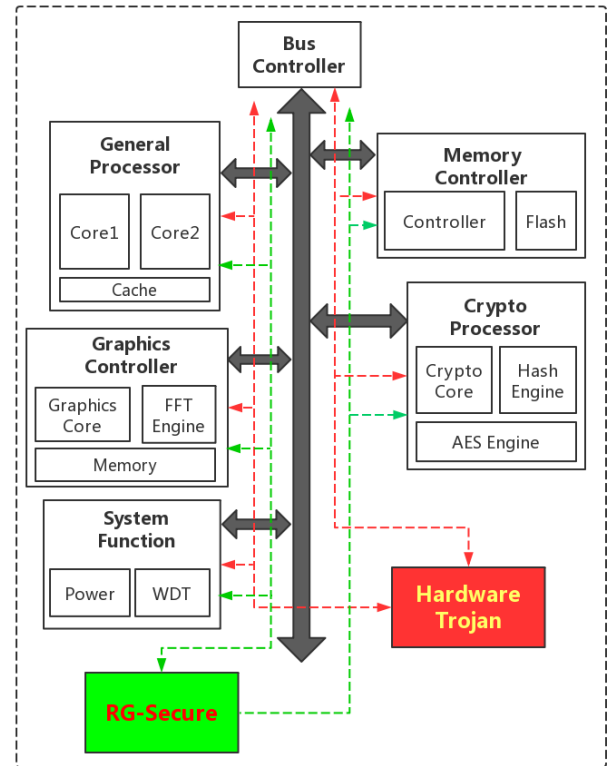 Bus
Controller
General
Processor
Core1
Core2
Cache
Memory
Controller
Controller
Flash
Graphics
Controller
Graphics
Core
FFT
Engine
Memory
Crypto
Processor
Crypto
Core
Hash
Engine
AES Engine
System
Function
Power
WDT
Hardware
Trojan
RG-Secure